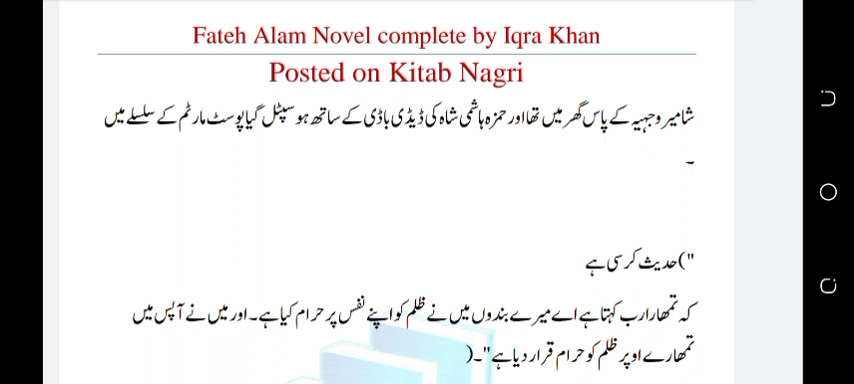 Fateh Alam Novel complete by Iqra Khan
Posted on Kitab Nagri
شامیر وجہیہ کے پاس گھر میں تھا اور حمزہ ہاشمی شاہ کی ڈیڈی باڈی کے ساتھ ہوسپٹل گیا پوسٹ مارٹم کے سلسلے میں
۔
")حدیث کرسی ہے
کہ تمھارا رب کہتا ہے اے میرے بندوں میں نے ظلم کو اپنے نفس پر حرام کیا ہے۔ اور میں نے آپس میں
تمھارے اوپر ظلم کو حرام قرار دیا ہے"۔(